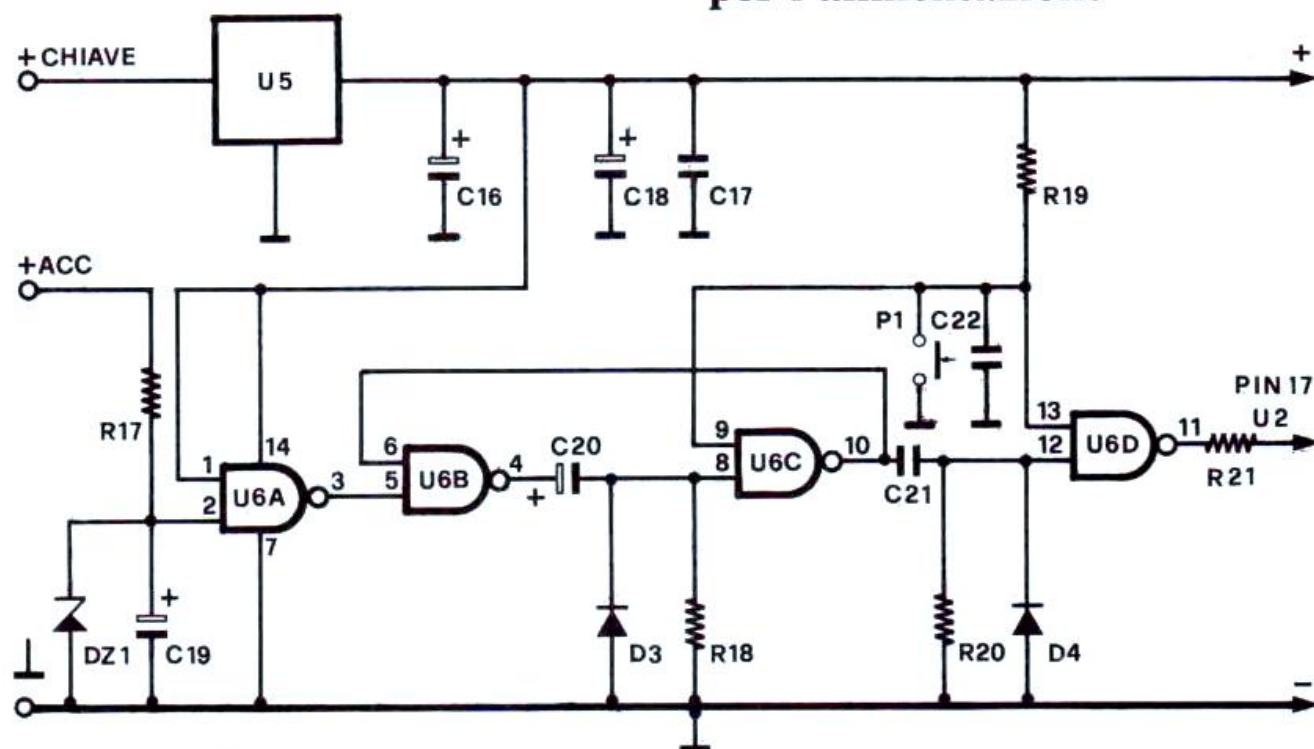 + CHIAVE
U5
+
+
C16
+
C18
C17
R19
+ACC
P1
C22
R17
14
1
2
U6A
3
7
6
5
U6B
4
C20
+
9
8
U6C
10
C21
13
12
U6D
11
PIN 17
U2
R21
+
DZ1
C19
D3
R18
R20
D4
−